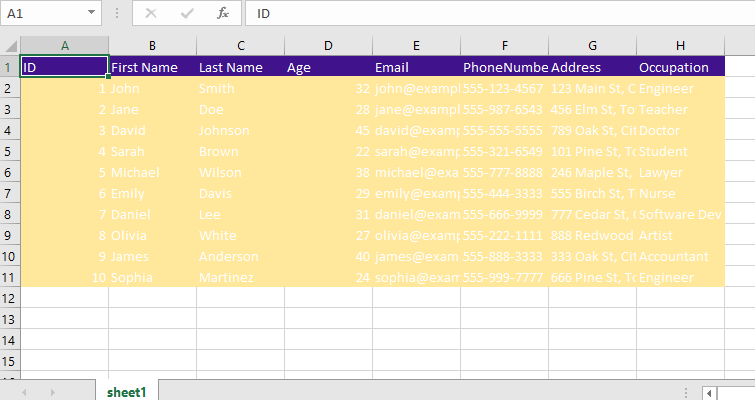 A1 fx ID
A B C D E F G H
1 ID First Name Last Name Age Email PhoneNumbe Address Occupation
2 1 John Smith 32 john@exampl 555-123-4567 123 Main St, C Engineer
3 2 Jane Doe 28 jane@exampl 555-987-6543 456 Elm St, To Teacher
4 3 David Johnson 45 david@exam 555-555-5555 789 Oak St, Cit Doctor
5 4 Sarah Brown 22 sarah@exam 555-321-6549 101 Pine St, To Student
6 5 Michael Wilson 38 michael@exa 555-777-8888 246 Maple St, Lawyer
7 6 Emily Davis 29 emily@examp 555-444-3333 555 Birch St, T Nurse
8 7 Daniel Lee 31 daniel@exam 555-666-9999 777 Cedar St, Software Dev
9 8 Olivia White 27 olivia@examp 555-222-1111 888 Redwood Artist
10 9 James Anderson 40 james@exam 555-888-3333 333 Oak St, Cit Accountant
11 10 Sophia Martinez 24 sophia@exam 555-999-7777 666 Pine St, To Engineer
12
13
14
15
sheet1